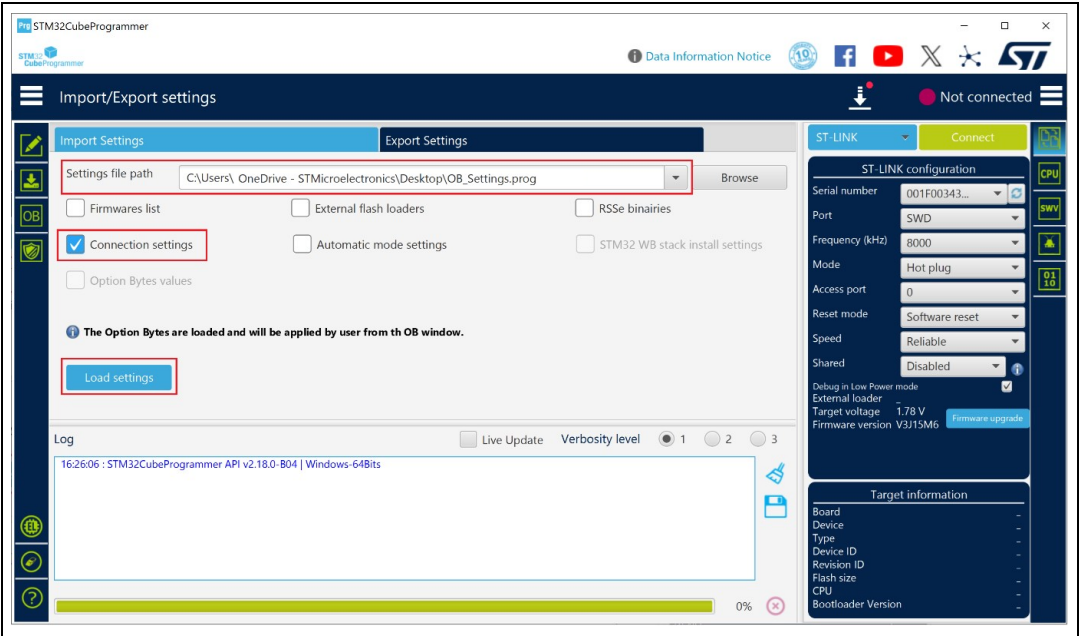 Prg STM32CubeProgrammer
STM32 CubeProgrammer
Data Information Notice
10
Import/Export settings
Not connected
Import Settings
Export Settings
ST-LINK
Connect
Settings file path
C:\Users\ OneDrive - STMicroelectronics\Desktop\OB_Settings.prog
Browse
Firmwares list
External flash loaders
RSSe binairies
Connection settings
Automatic mode settings
STM32 WB stack install settings
Option Bytes values
The Option Bytes are loaded and will be applied by user from th OB window.
Load settings
Log
Live Update
Verbosity level
1
2
3
16:26:06 : STM32CubeProgrammer API v2.18.0-B04 | Windows-64Bits
0%
ST-LINK configuration
Serial number 001F00343...
Port SWD
Frequency (kHz) 8000
Mode Hot plug
Access port 0
Reset mode Software reset
Speed Reliable
Shared Disabled
Debug in Low Power mode
External loader _
Target voltage 1.78 V
Firmware version V3J15M6
Firmware upgrade
Target information
Board _
Device _
Type _
Device ID _
Revision ID _
Flash size _
CPU _
Bootloader Version _
OB
EL
?
CPU
SWV
01
10